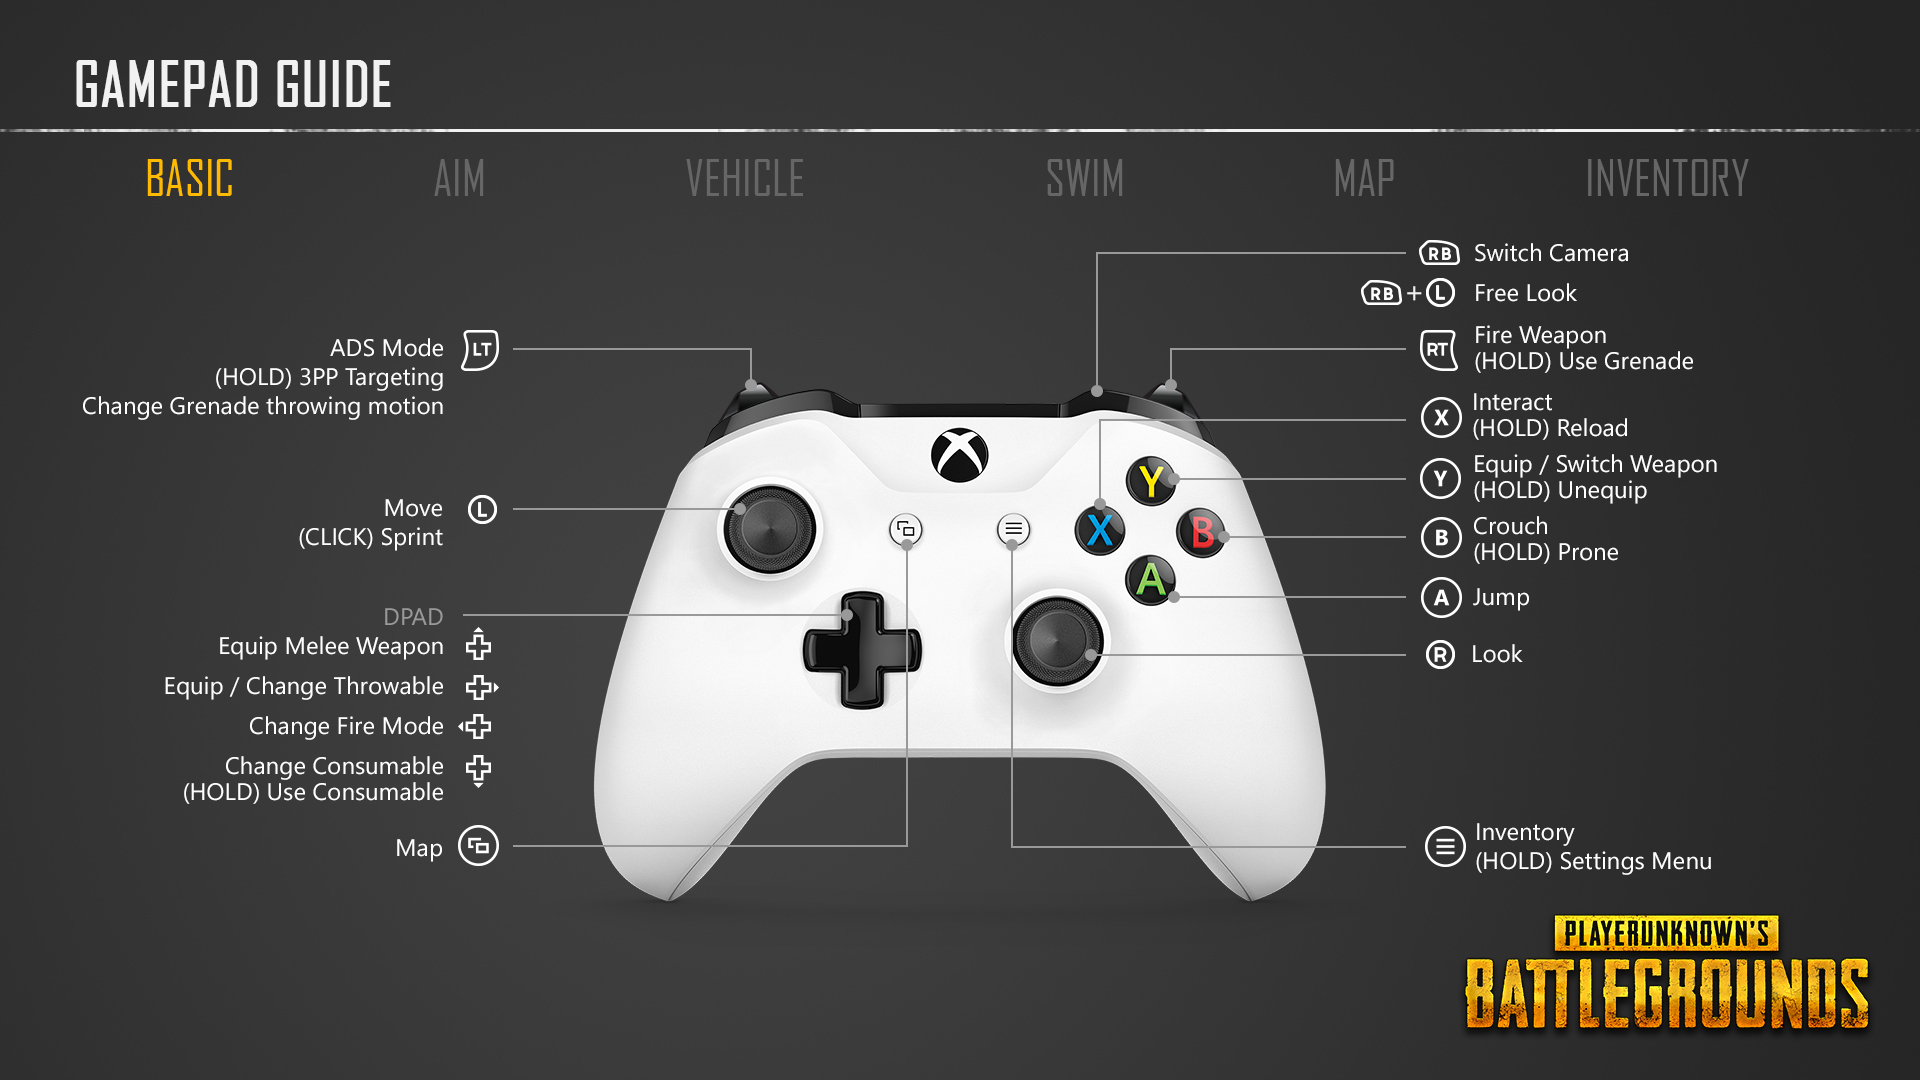 GAMEPAD GUIDE
BASIC AIM VEHICLE SWIM MAP INVENTORY
ADS Mode LT
(HOLD) 3PP Targeting
Change Grenade throwing motion
Move L
(CLICK) Sprint
DPAD
Equip Melee Weapon
Equip / Change Throwable
Change Fire Mode
Change Consumable
(HOLD) Use Consumable
Map
Y
X
B
A
RB Switch Camera
RB + L Free Look
RT Fire Weapon
(HOLD) Use Grenade
X Interact
(HOLD) Reload
Y Equip / Switch Weapon
(HOLD) Unequip
B Crouch
(HOLD) Prone
A Jump
R Look
Inventory
(HOLD) Settings Menu
PLAYERUNKNOWN'S
BATTLEGROUNDS